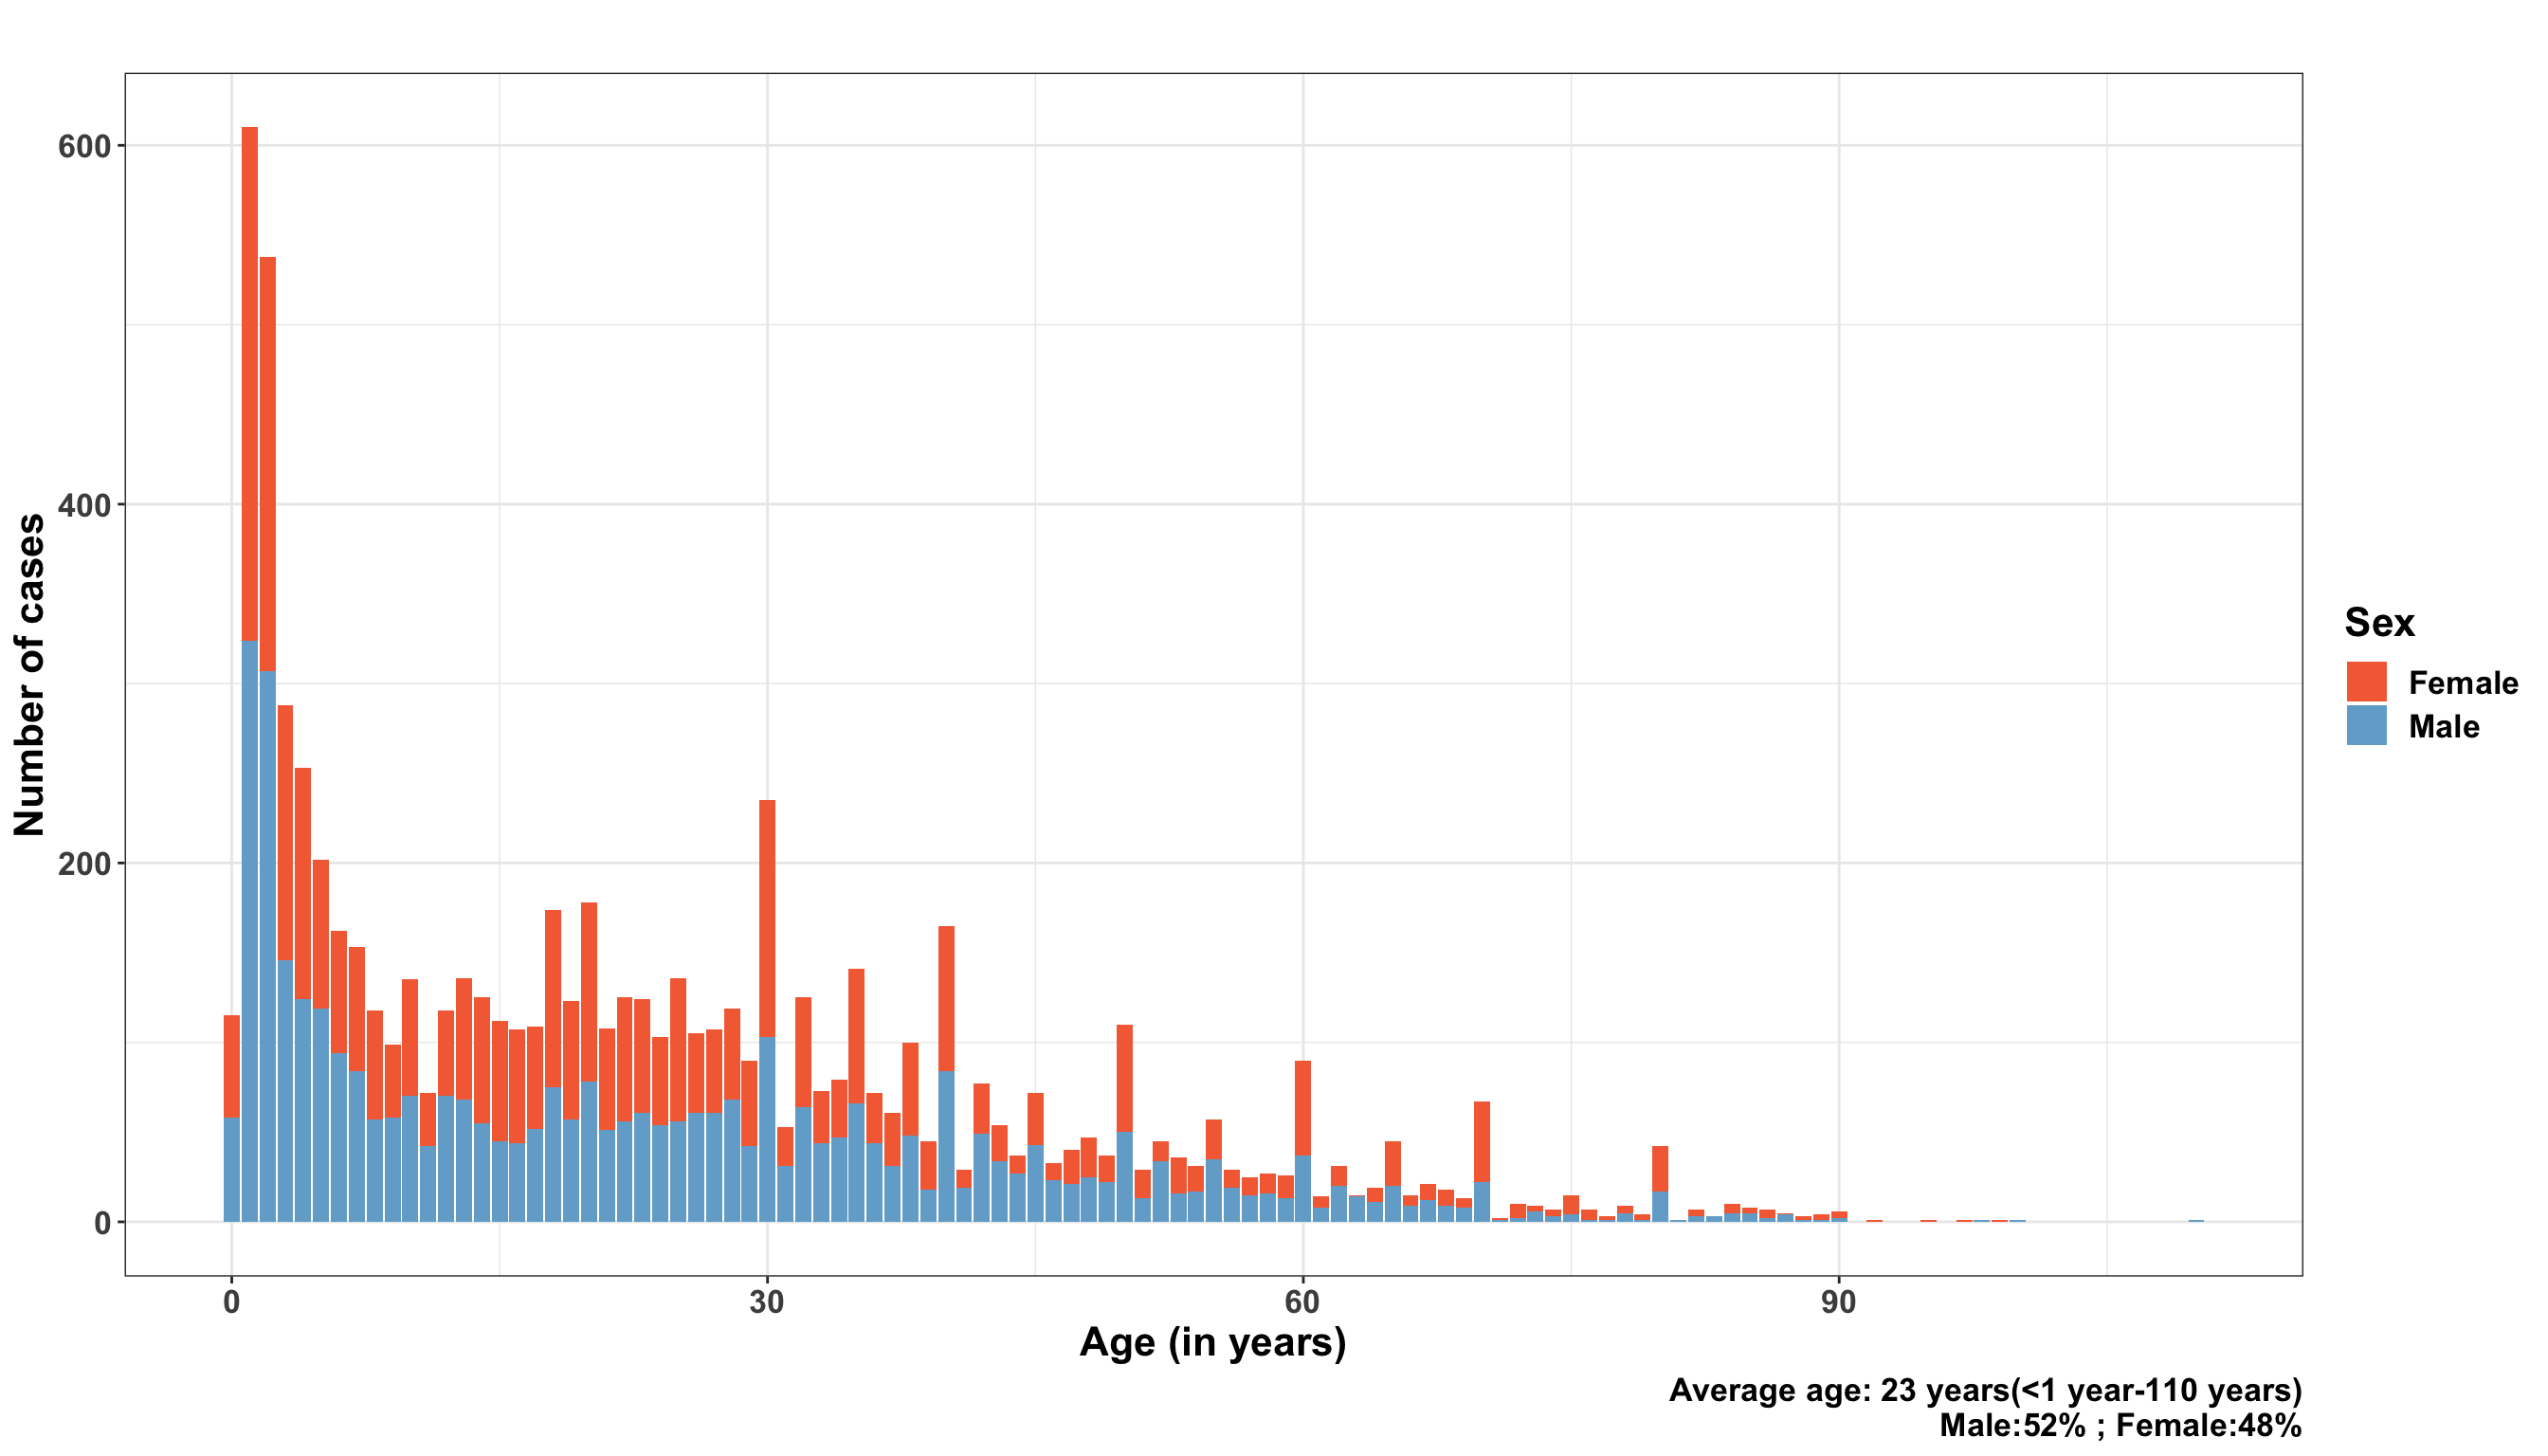 600
400
200
0
Number of cases
0 30 60 90
Age (in years)
Sex
Female
Male
Average age: 23 years(<1 year-110 years)
Male:52% ; Female:48%